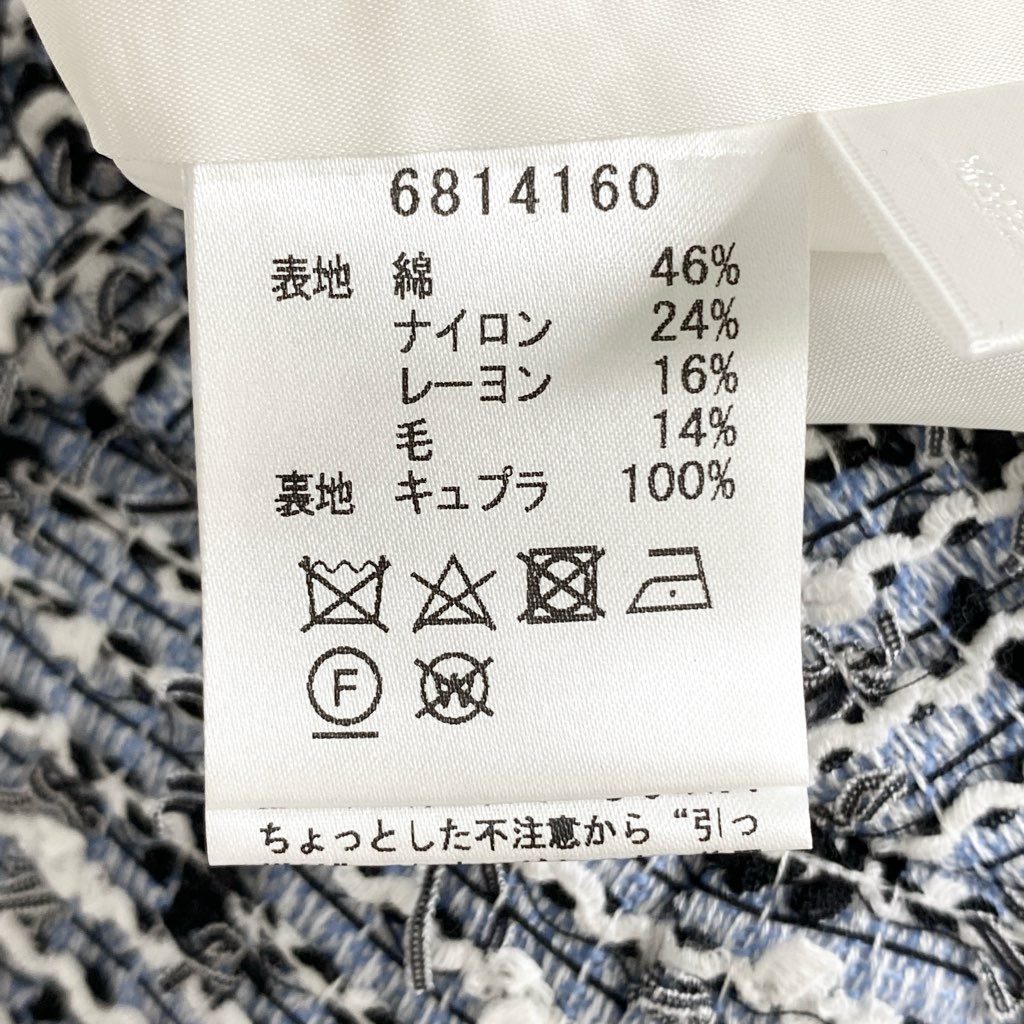 6814160
表地 綿 46%
ナイロン 24%
レーヨン 16%
毛 14%
裏地 キュプラ 100%
F
W
ちょっとした不注意から“引っ